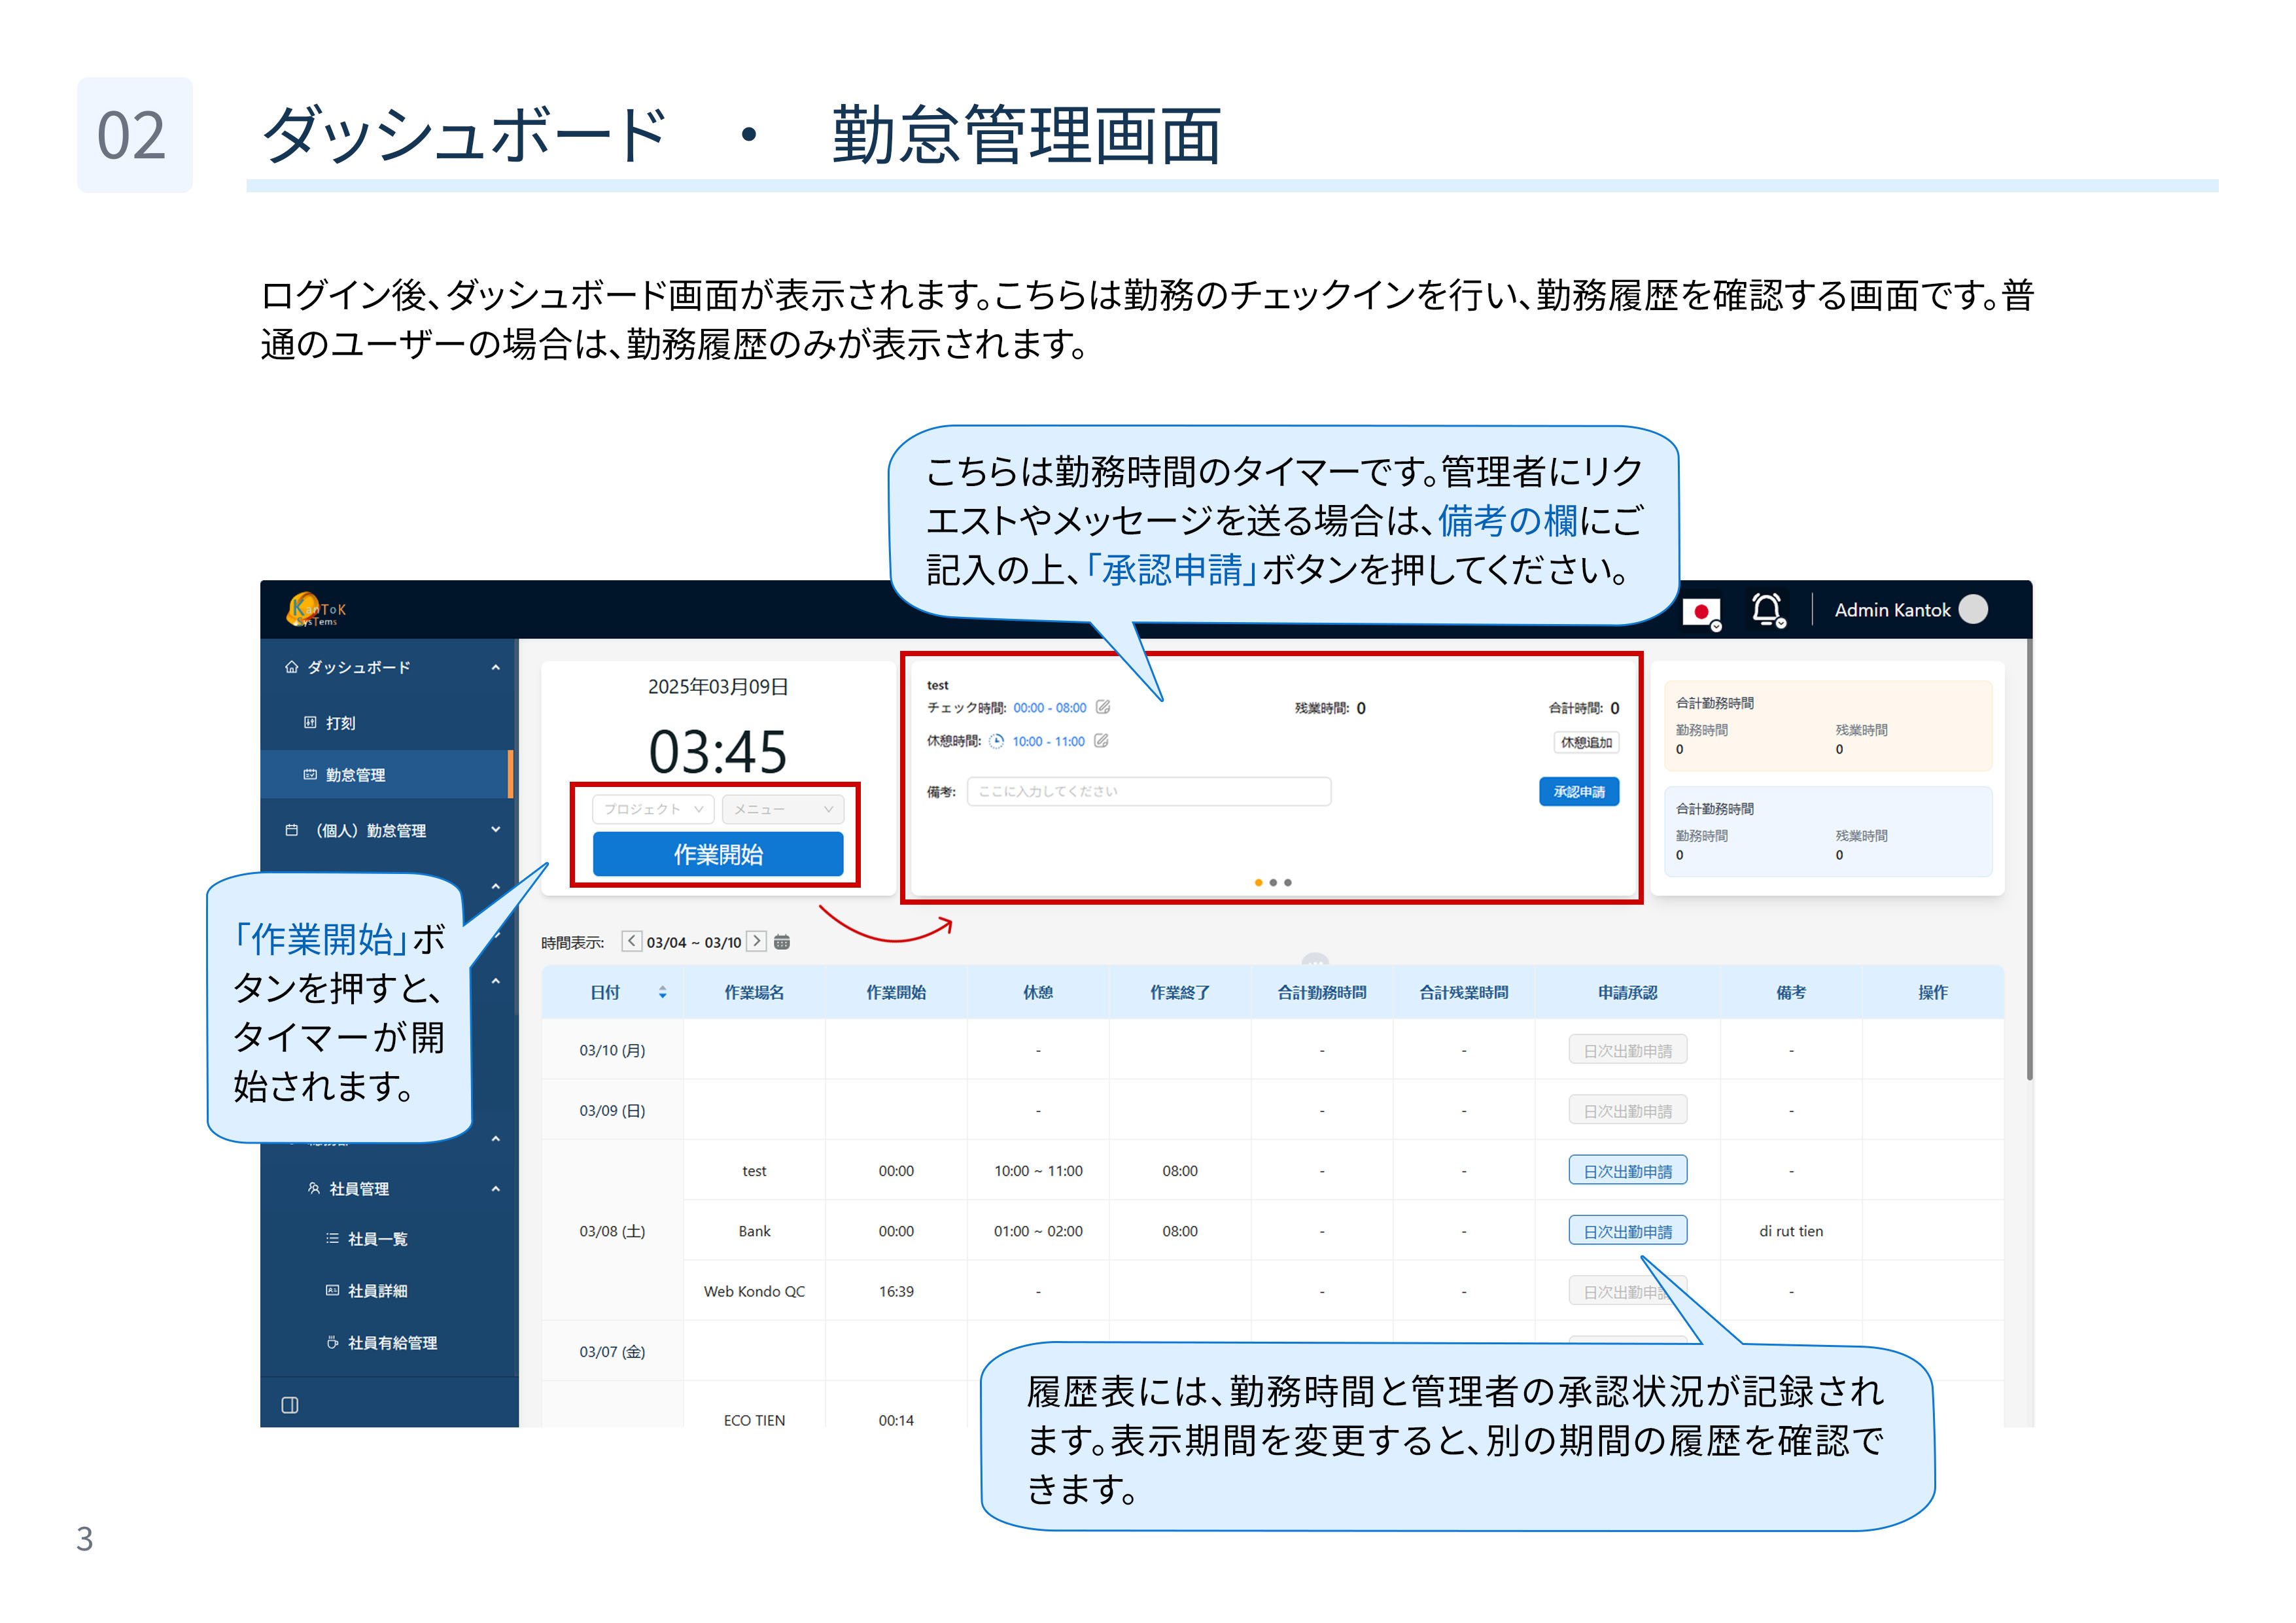 02
ダッシュボード ・ 勤怠管理画面
ログイン後、ダッシュボード画面が表示されます。こちらは勤務のチェックインを行い、勤務履歴を確認する画面です。普
通のユーザーの場合は、勤務履歴のみが表示されます。
こちらは勤務時間のタイマーです。管理者にリク
エストやメッセージを送る場合は、備考の欄にご
記入の上、「承認申請」ボタンを押してください。
KanToK
SysTems
Admin Kantok
ダッシュボード
打刻
勤怠管理
（個人）勤怠管理
「作業開始」ボ
タンを押すと、
タイマーが開
始されます。
社員管理
社員一覧
社員詳細
社員有給管理
2025年03月09日
03:45
プロジェクト メニュー
作業開始
test
チェック時間: 00:00 - 08:00 残業時間: 0 合計時間: 0
休憩時間: 10:00 - 11:00 休憩追加
備考: ここに入力してください 承認申請
合計勤務時間
勤務時間 残業時間
0 0
合計勤務時間
勤務時間 残業時間
0 0
時間表示: 03/04 ~ 03/10
日付 作業場名 作業開始 休憩 作業終了 合計勤務時間 合計残業時間 申請承認 備考 操作
03/10 (月) - - - 日次出勤申請 -
03/09 (日) - - - 日次出勤申請 -
03/08 (土) test 00:00 10:00 ~ 11:00 08:00 - - 日次出勤申請 -
Bank 00:00 01:00 ~ 02:00 08:00 - - 日次出勤申請 di rut tien
Web Kondo QC 16:39 - - - 日次出勤申 -
03/07 (金)
ECO TIEN 00:14
履歴表には、勤務時間と管理者の承認状況が記録され
ます。表示期間を変更すると、別の期間の履歴を確認で
きます。
3